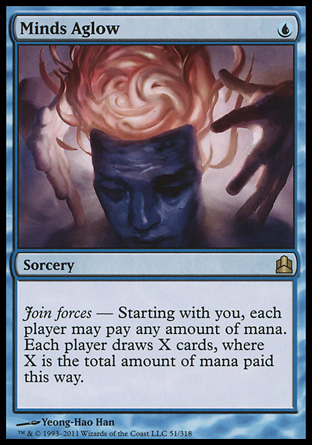 Minds Aglow
Sorcery
Join forces — Starting with you, each
player may pay any amount of mana.
Each player draws X cards, where
X is the total amount of mana paid
this way.
Yeong-Hao Han
™ & © 1993–2011 Wizards of the Coast LLC 51/318